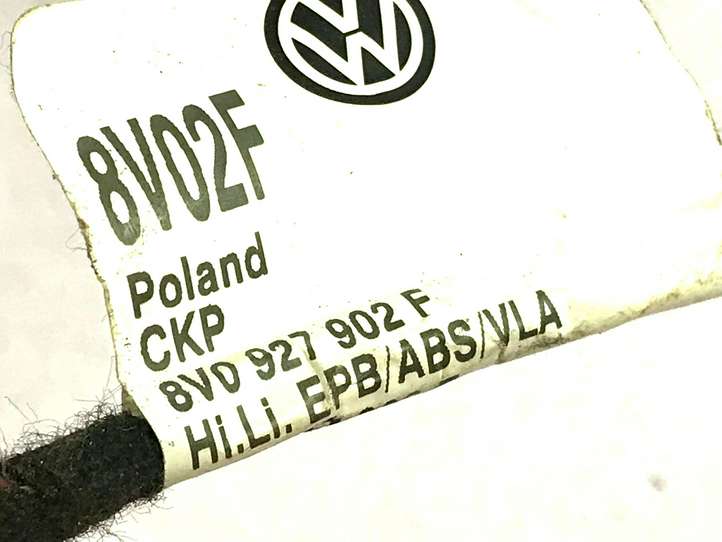 8V02F
Poland
CKP
8V0 927 902 F
Hi.Li. EPB/ABS/VLA